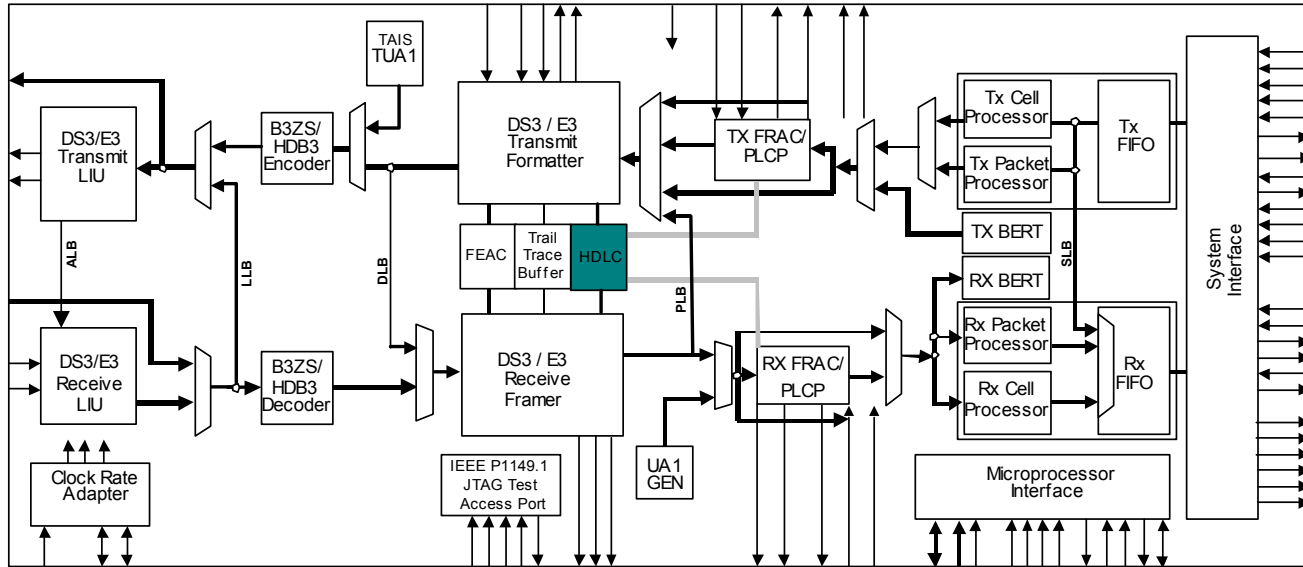 TAIS
TUA1
DS3/E3
Transmit
LIU
B3ZS/
HDB3
Encoder
DS3 / E3
Transmit
Formatter
TX FRAC/
PLCP
Tx Cell
Processor
Tx Packet
Processor
Tx
FIFO
TX BERT
RX BERT
System
Interface
ALB
LLB
DLB
FEAC
Trail
Trace
Buffer
HDLC
PLB
SLB
DS3/E3
Receive
LIU
B3ZS/
HDB3
Decoder
DS3 / E3
Receive
Framer
RX FRAC/
PLCP
Rx Packet
Processor
Rx Cell
Processor
Rx
FIFO
Clock Rate
Adapter
IEEE P1149.1
JTAG Test
Access Port
UA1
GEN
Microprocessor
Interface